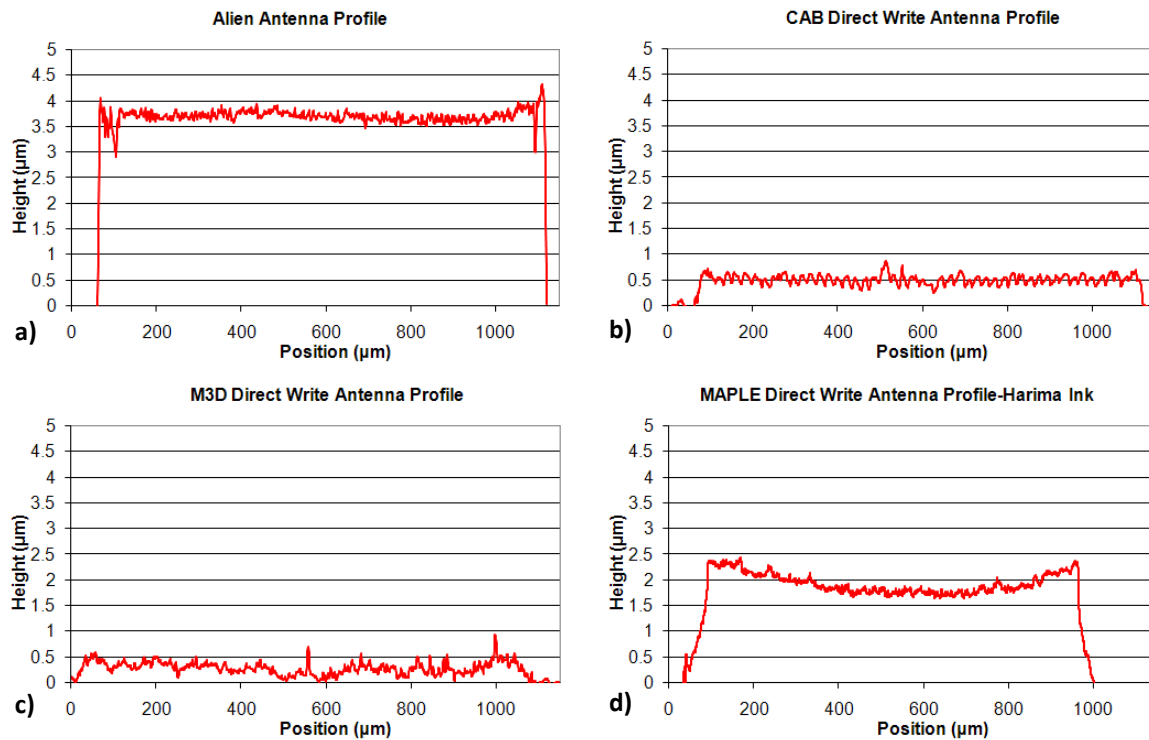 Alien Antenna Profile
5
4.5
4
3.5
3
2.5
2
1.5
1
0.5
0
Height (µm)
0 200 400 600 800 1000
Position (µm)
a)
CAB Direct Write Antenna Profile
5
4.5
4
3.5
3
2.5
2
1.5
1
0.5
0
Height (µm)
0 200 400 600 800 1000
Position (µm)
b)
M3D Direct Write Antenna Profile
5
4.5
4
3.5
3
2.5
2
1.5
1
0.5
0
Height (µm)
0 200 400 600 800 1000
Position (µm)
c)
MAPLE Direct Write Antenna Profile-Harima Ink
5
4.5
4
3.5
3
2.5
2
1.5
1
0.5
0
Height (µm)
0 200 400 600 800 1000
Position (µm)
d)